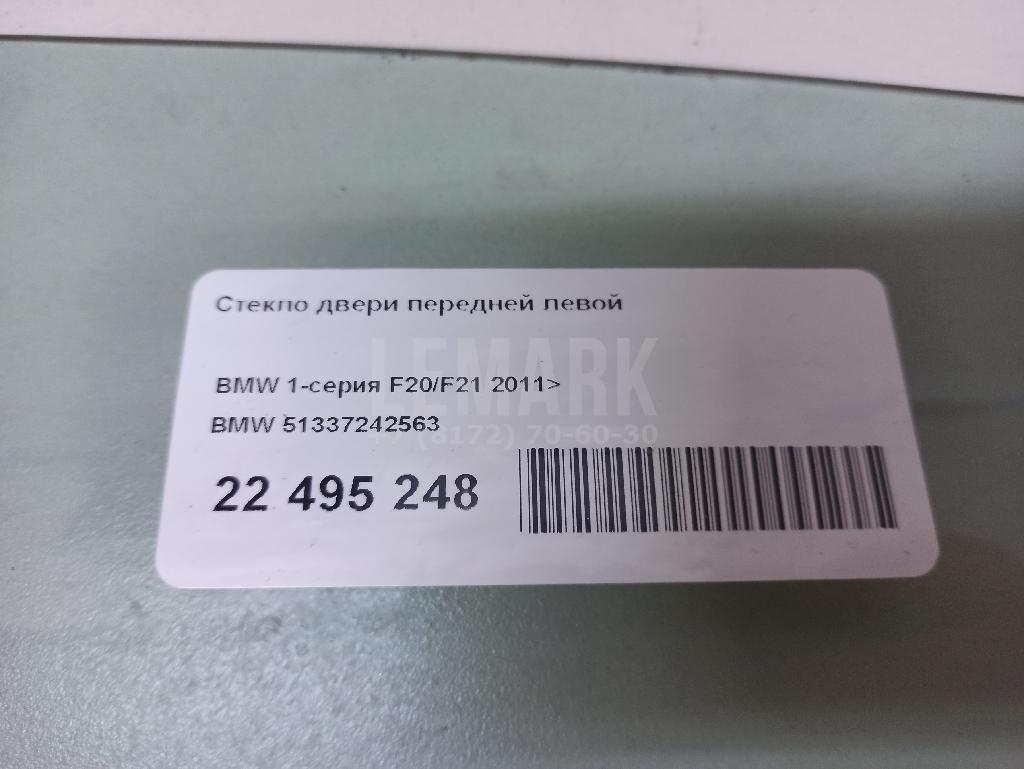 Стекло двери передней левой
LEMARK
BMW 1-серия F20/F21 2011>
BMW 51337242563
+7 (8172) 70-60-30
22 495 248